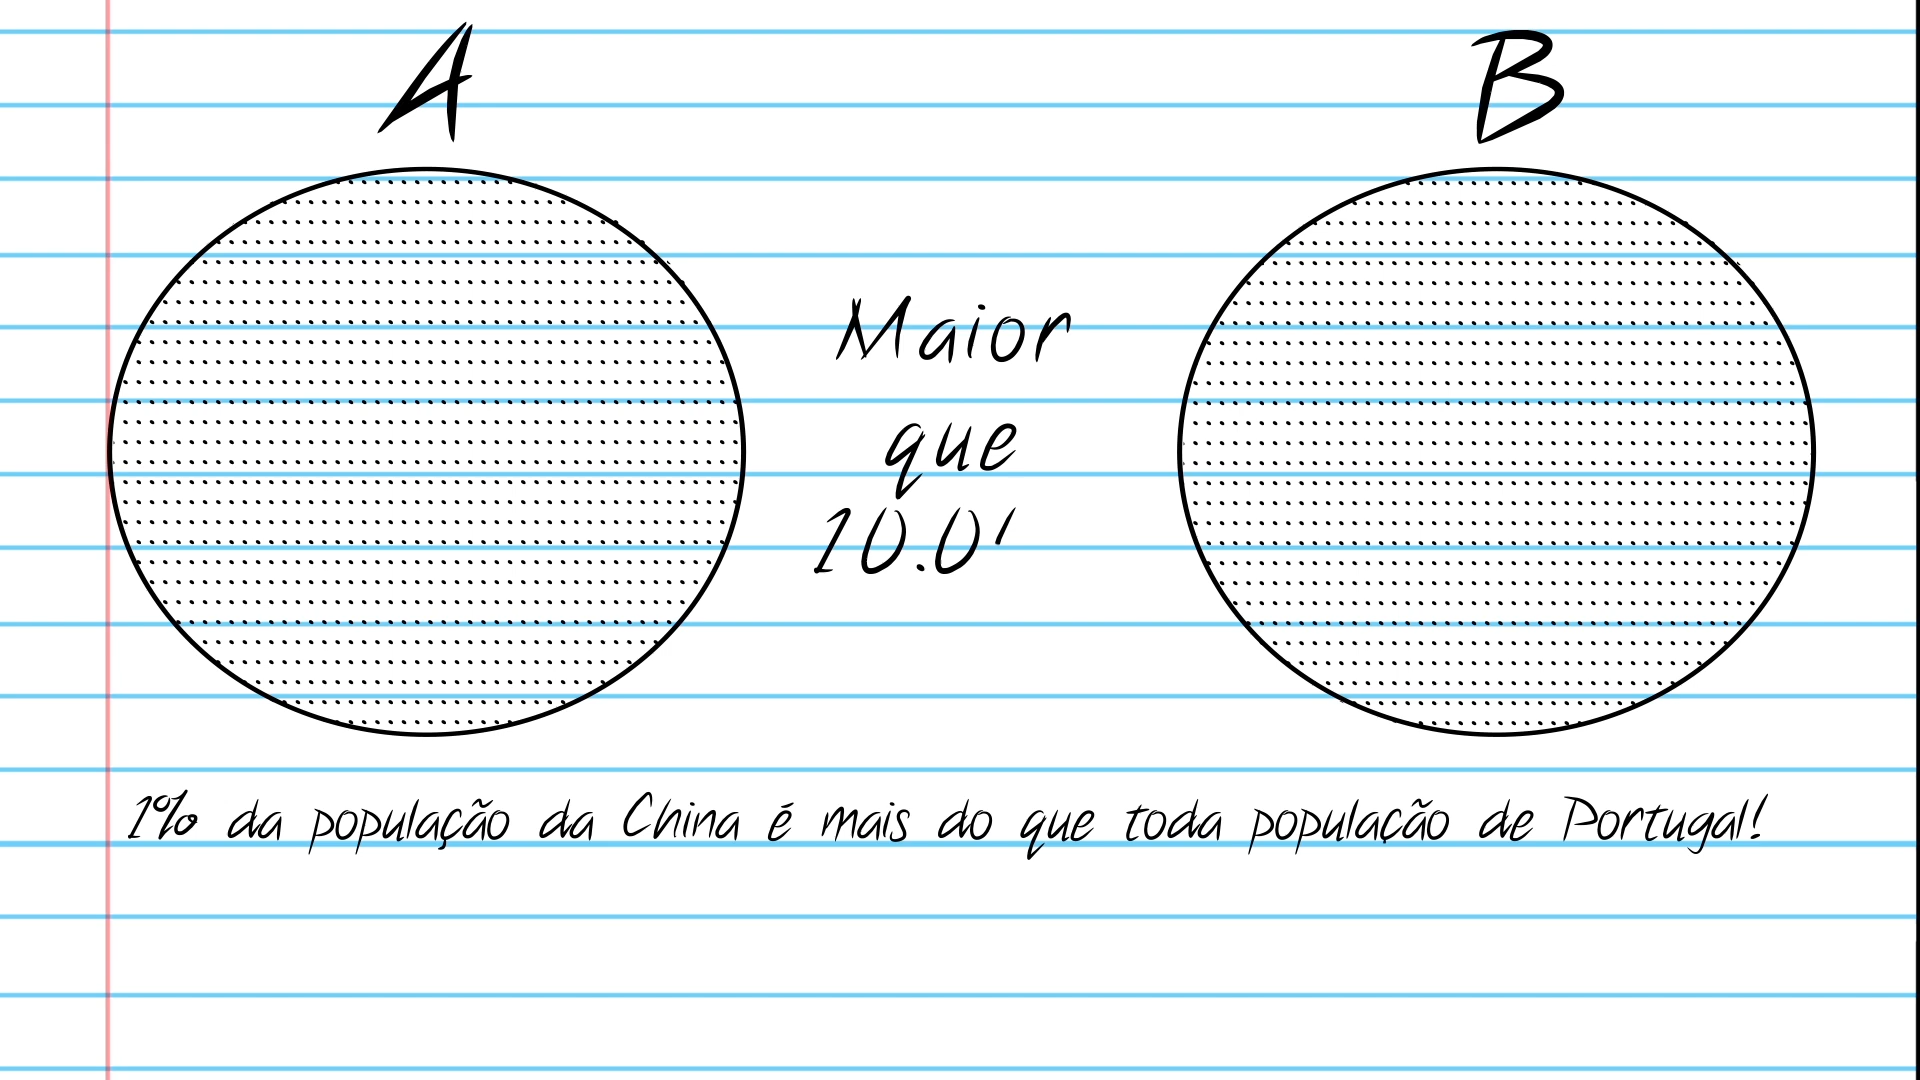 A
B
Maior
que
10.0
1% da população da China é mais do que toda população de Portugal!